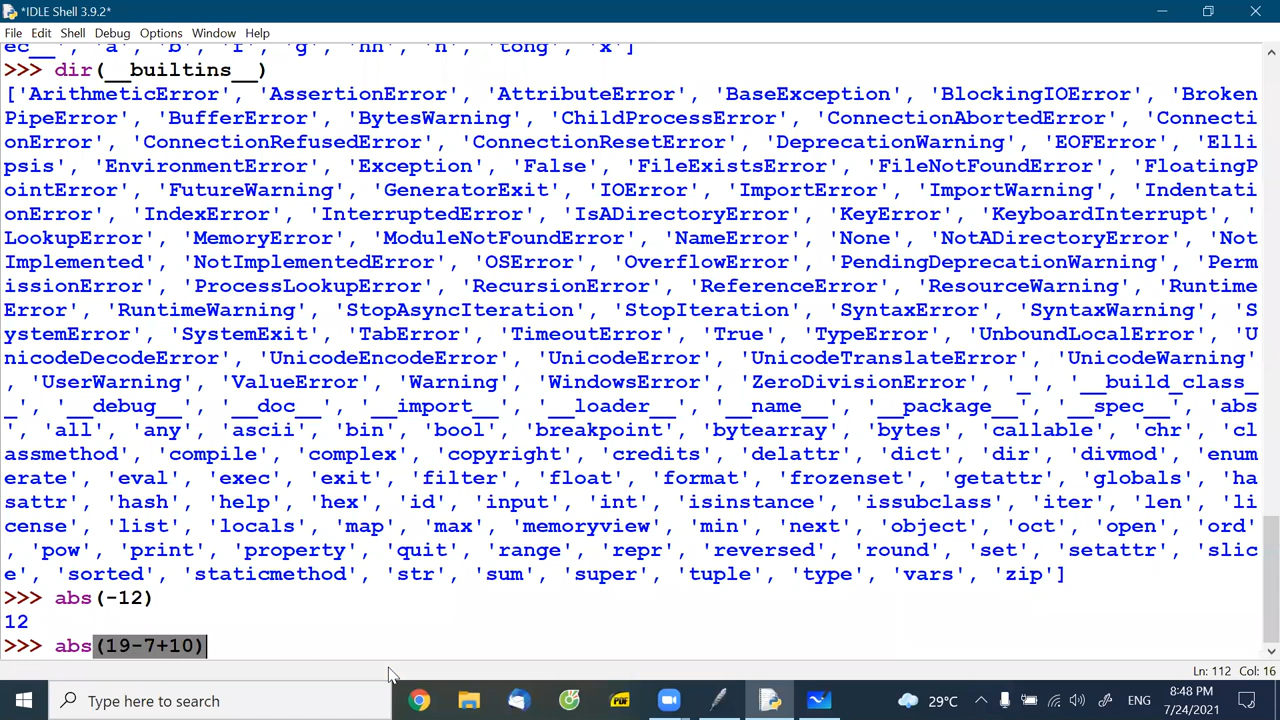 *IDLE Shell 3.9.2*
File Edit Shell Debug Options Window Help
ec__', 'a', 'b', 'f', 'g', 'hh', 'n', 'tong', 'x']
>>> dir(__builtins__)
['ArithmeticError', 'AssertionError', 'AttributeError', 'BaseException', 'BlockingIOError', 'Broken
PipeError', 'BufferError', 'BytesWarning', 'ChildProcessError', 'ConnectionAbortedError', 'Connecti
onError', 'ConnectionRefusedError', 'ConnectionResetError', 'DeprecationWarning', 'EOFError', 'Elli
psis', 'EnvironmentError', 'Exception', 'False', 'FileExistsError', 'FileNotFoundError', 'FloatingP
ointError', 'FutureWarning', 'GeneratorExit', 'IOError', 'ImportError', 'ImportWarning', 'Indentati
onError', 'IndexError', 'InterruptedError', 'IsADirectoryError', 'KeyError', 'KeyboardInterrupt', '
LookupError', 'MemoryError', 'ModuleNotFoundError', 'NameError', 'None', 'NotADirectoryError', 'Not
Implemented', 'NotImplementedError', 'OSError', 'OverflowError', 'PendingDeprecationWarning', 'Perm
issionError', 'ProcessLookupError', 'RecursionError', 'ReferenceError', 'ResourceWarning', 'Runtime
Error', 'RuntimeWarning', 'StopAsyncIteration', 'StopIteration', 'SyntaxError', 'SyntaxWarning', 'S
ystemError', 'SystemExit', 'TabError', 'TimeoutError', 'True', 'TypeError', 'UnboundLocalError', 'U
nicodeDecodeError', 'UnicodeEncodeError', 'UnicodeError', 'UnicodeTranslateError', 'UnicodeWarning'
, 'UserWarning', 'ValueError', 'Warning', 'WindowsError', 'ZeroDivisionError', '_', '__build_class_
_', '__debug__', '__doc__', '__import__', '__loader__', '__name__', '__package__', '__spec__', 'abs
', 'all', 'any', 'ascii', 'bin', 'bool', 'breakpoint', 'bytearray', 'bytes', 'callable', 'chr', 'cl
assmethod', 'compile', 'complex', 'copyright', 'credits', 'delattr', 'dict', 'dir', 'divmod', 'enum
erate', 'eval', 'exec', 'exit', 'filter', 'float', 'format', 'frozenset', 'getattr', 'globals', 'ha
sattr', 'hash', 'help', 'hex', 'id', 'input', 'int', 'isinstance', 'issubclass', 'iter', 'len', 'li
cense', 'list', 'locals', 'map', 'max', 'memoryview', 'min', 'next', 'object', 'oct', 'open', 'ord'
, 'pow', 'print', 'property', 'quit', 'range', 'repr', 'reversed', 'round', 'set', 'setattr', 'slic
e', 'sorted', 'staticmethod', 'str', 'sum', 'super', 'tuple', 'type', 'vars', 'zip']
>>> abs(-12)
12
>>> abs(19-7+10)
Ln: 112 Col: 16
Type here to search
PDF
29°C
ENG
8:48 PM
7/24/2021